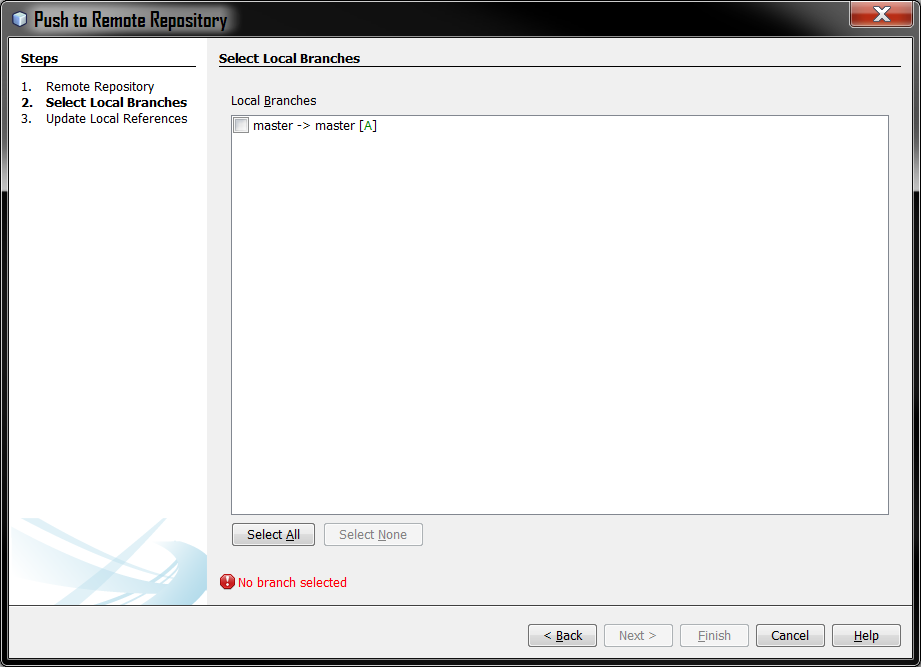 Push to Remote Repository
Steps
1. Remote Repository
2. Select Local Branches
3. Update Local References
Select Local Branches
Local Branches
master -> master [A]
Select All
Select None
No branch selected
< Back
Next >
Finish
Cancel
Help